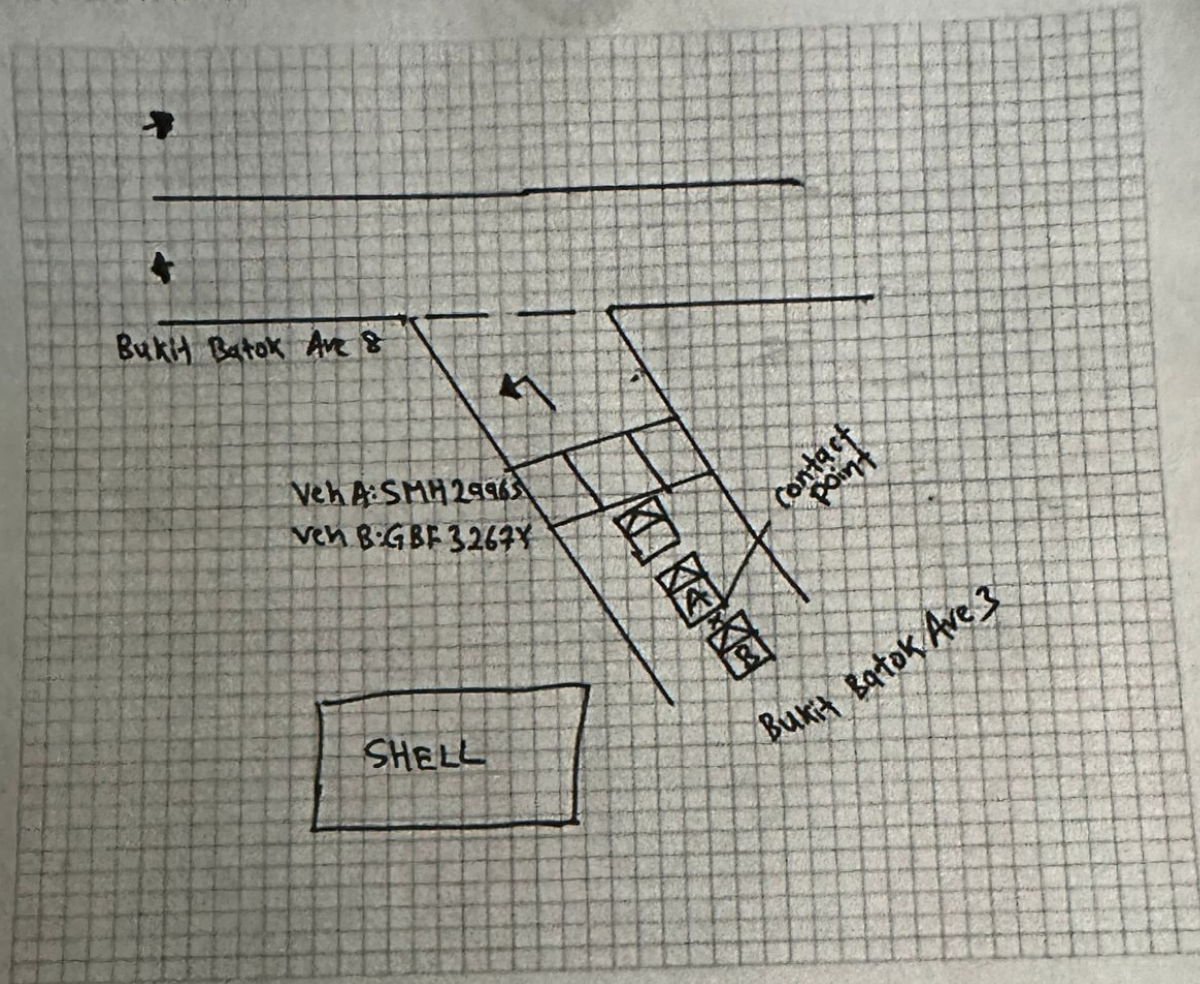 Bukit Batok Ave 8
contact
point
Veh A: SMH2996S
Veh B: GBF3267Y
A
B
Bukit Batok Ave 3
SHELL